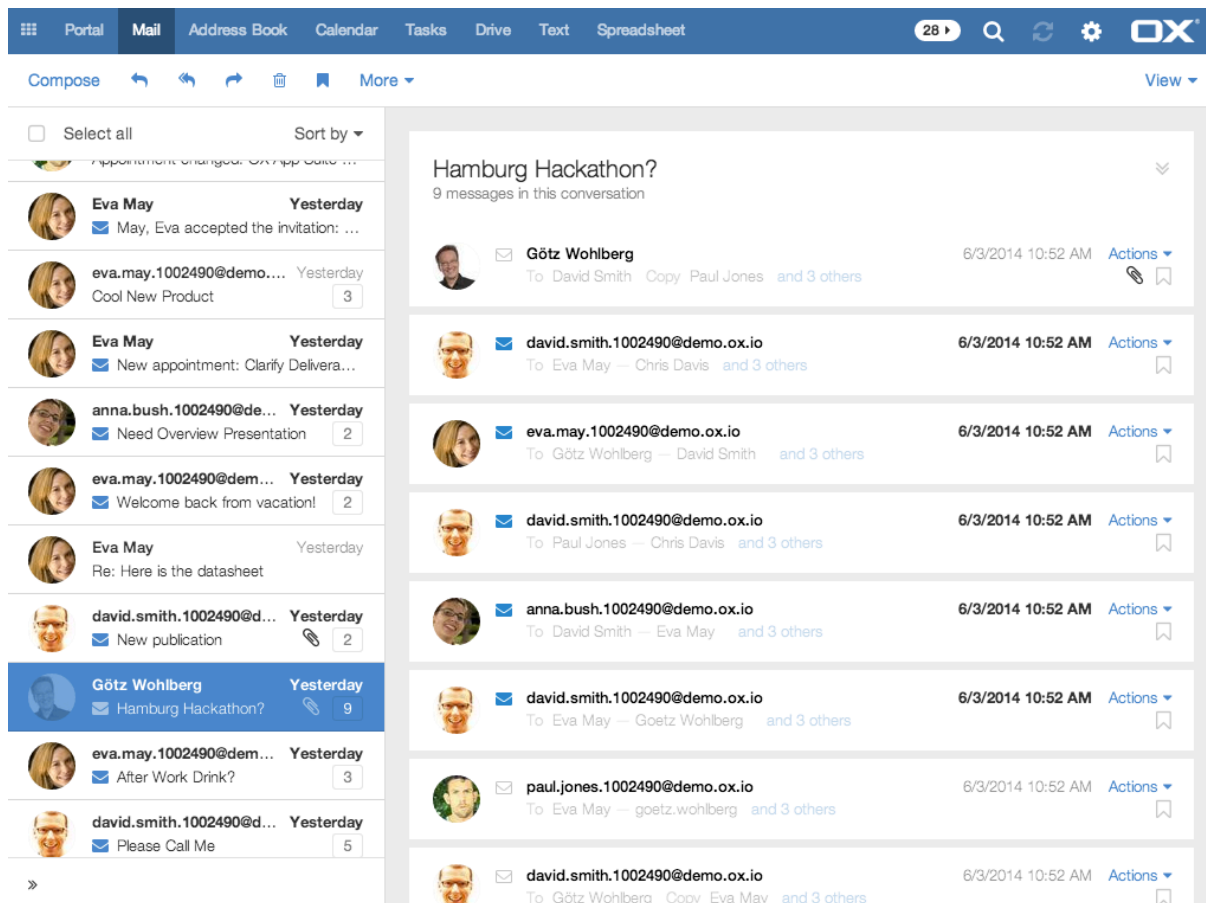 Portal Mail Address Book Calendar Tasks Drive Text Spreadsheet 28 OX
Compose More View
Select all Sort by
Appointment changed: OX App Suite ...
Eva May Yesterday
May, Eva accepted the invitation: ...
eva.may.1002490@demo.... Yesterday
Cool New Product 3
Eva May Yesterday
New appointment: Clarify Delivera...
anna.bush.1002490@de... Yesterday
Need Overview Presentation 2
eva.may.1002490@dem... Yesterday
Welcome back from vacation! 2
Eva May Yesterday
Re: Here is the datasheet
david.smith.1002490@d... Yesterday
New publication 2
Götz Wohlberg Yesterday
Hamburg Hackathon? 9
eva.may.1002490@dem... Yesterday
After Work Drink? 3
david.smith.1002490@d... Yesterday
Please Call Me 5
Hamburg Hackathon?
9 messages in this conversation
Götz Wohlberg 6/3/2014 10:52 AM Actions
To David Smith Copy Paul Jones and 3 others
david.smith.1002490@demo.ox.io 6/3/2014 10:52 AM Actions
To Eva May — Chris Davis and 3 others
eva.may.1002490@demo.ox.io 6/3/2014 10:52 AM Actions
To Götz Wohlberg — David Smith and 3 others
david.smith.1002490@demo.ox.io 6/3/2014 10:52 AM Actions
To Paul Jones — Chris Davis and 3 others
anna.bush.1002490@demo.ox.io 6/3/2014 10:52 AM Actions
To David Smith — Eva May and 3 others
david.smith.1002490@demo.ox.io 6/3/2014 10:52 AM Actions
To Eva May — Goetz Wohlberg and 3 others
paul.jones.1002490@demo.ox.io 6/3/2014 10:52 AM Actions
To Eva May — goetz.wohlberg and 3 others
david.smith.1002490@demo.ox.io 6/3/2014 10:52 AM Actions
To Götz Wohlberg Copy Eva May and 3 others